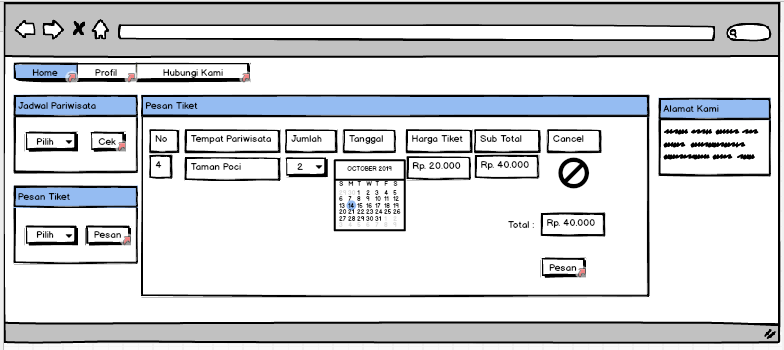 Home Profil Hubungi Kami
Jadwal Pariwisata
Pilih Cek
Pesan Tiket
Pilih Pesan
Pesan Tiket
No Tempat Pariwisata Jumlah Tanggal Harga Tiket Sub Total Cancel
4 Taman Poci 2 Rp. 20.000 Rp. 40.000
OCTOBER 2019
S M T W T F S
29 30 1 2 3 4 5
6 7 8 9 10 11 12
13 14 15 16 17 18 19
20 21 22 23 24 25 26
27 28 29 30 31
Total : Rp. 40.000
Pesan
Alamat Kami